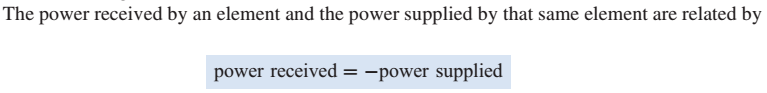 The power received by an element and the power supplied by that same element are related by
power received = −power supplied